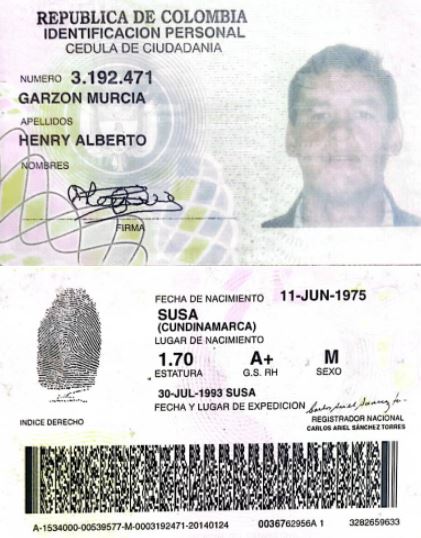 REPUBLICA DE COLOMBIA
IDENTIFICACION PERSONAL
CEDULA DE CIUDADANIA
NUMERO 3.192.471
GARZON MURCIA
APELLIDOS
HENRY ALBERTO
NOMBRES
FIRMA
FECHA DE NACIMIENTO 11-JUN-1975
SUSA
(CUNDINAMARCA)
LUGAR DE NACIMIENTO
1.70 A+ M
ESTATURA G.S. RH SEXO
30-JUL-1993 SUSA
FECHA Y LUGAR DE EXPEDICION
INDICE DERECHO
REGISTRADOR NACIONAL
CARLOS ARIEL SÁNCHEZ TORRES
A-1534000-00539577-M-0003192471-20140124 0036762956A 1 3282659633